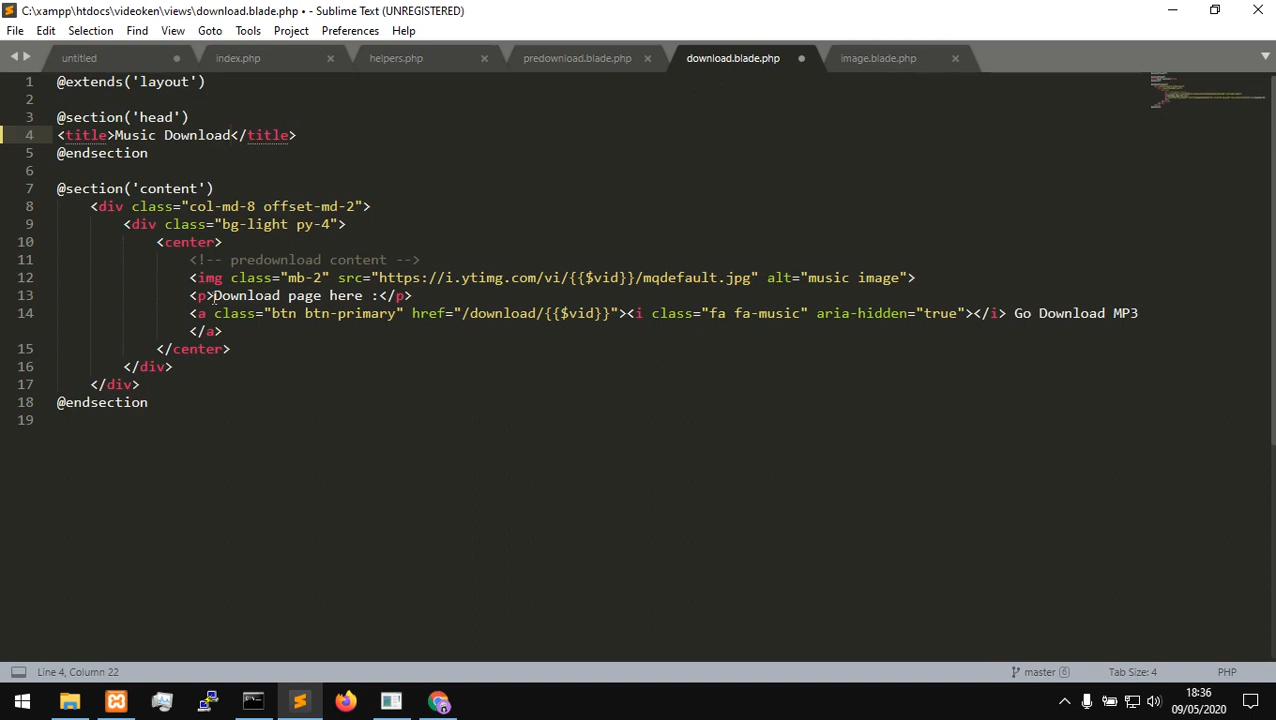 C:\xampp\htdocs\videoken\views\download.blade.php • - Sublime Text (UNREGISTERED)
File Edit Selection Find View Goto Tools Project Preferences Help
untitled index.php helpers.php predownload.blade.php download.blade.php image.blade.php
1 @extends('layout')
2
3 @section('head')
4 <title>Music Download</title>
5 @endsection
6
7 @section('content')
8 <div class="col-md-8 offset-md-2">
9 <div class="bg-light py-4">
10 <center>
11 <!-- predownload content -->
12 <img class="mb-2" src="https://i.ytimg.com/vi/{{$vid}}/mqdefault.jpg" alt="music image">
13 <p>Download page here :</p>
14 <a class="btn btn-primary" href="/download/{{$vid}}"><i class="fa fa-music" aria-hidden="true"></i> Go Download MP3
</a>
15 </center>
16 </div>
17 </div>
18 @endsection
19
Line 4, Column 22 master 6 Tab Size: 4 PHP
18:36
09/05/2020